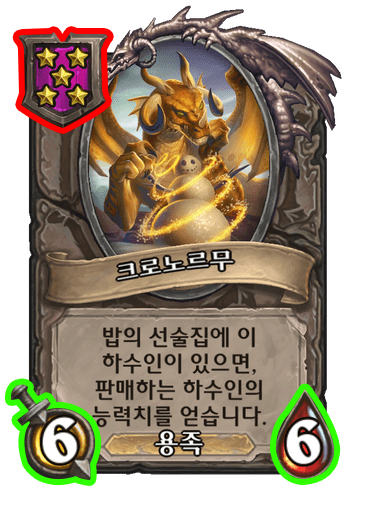 크로노르무
밥의 선술집에 이
하수인이 있으면,
판매하는 하수인의
능력치를 얻습니다.
용족
6
6